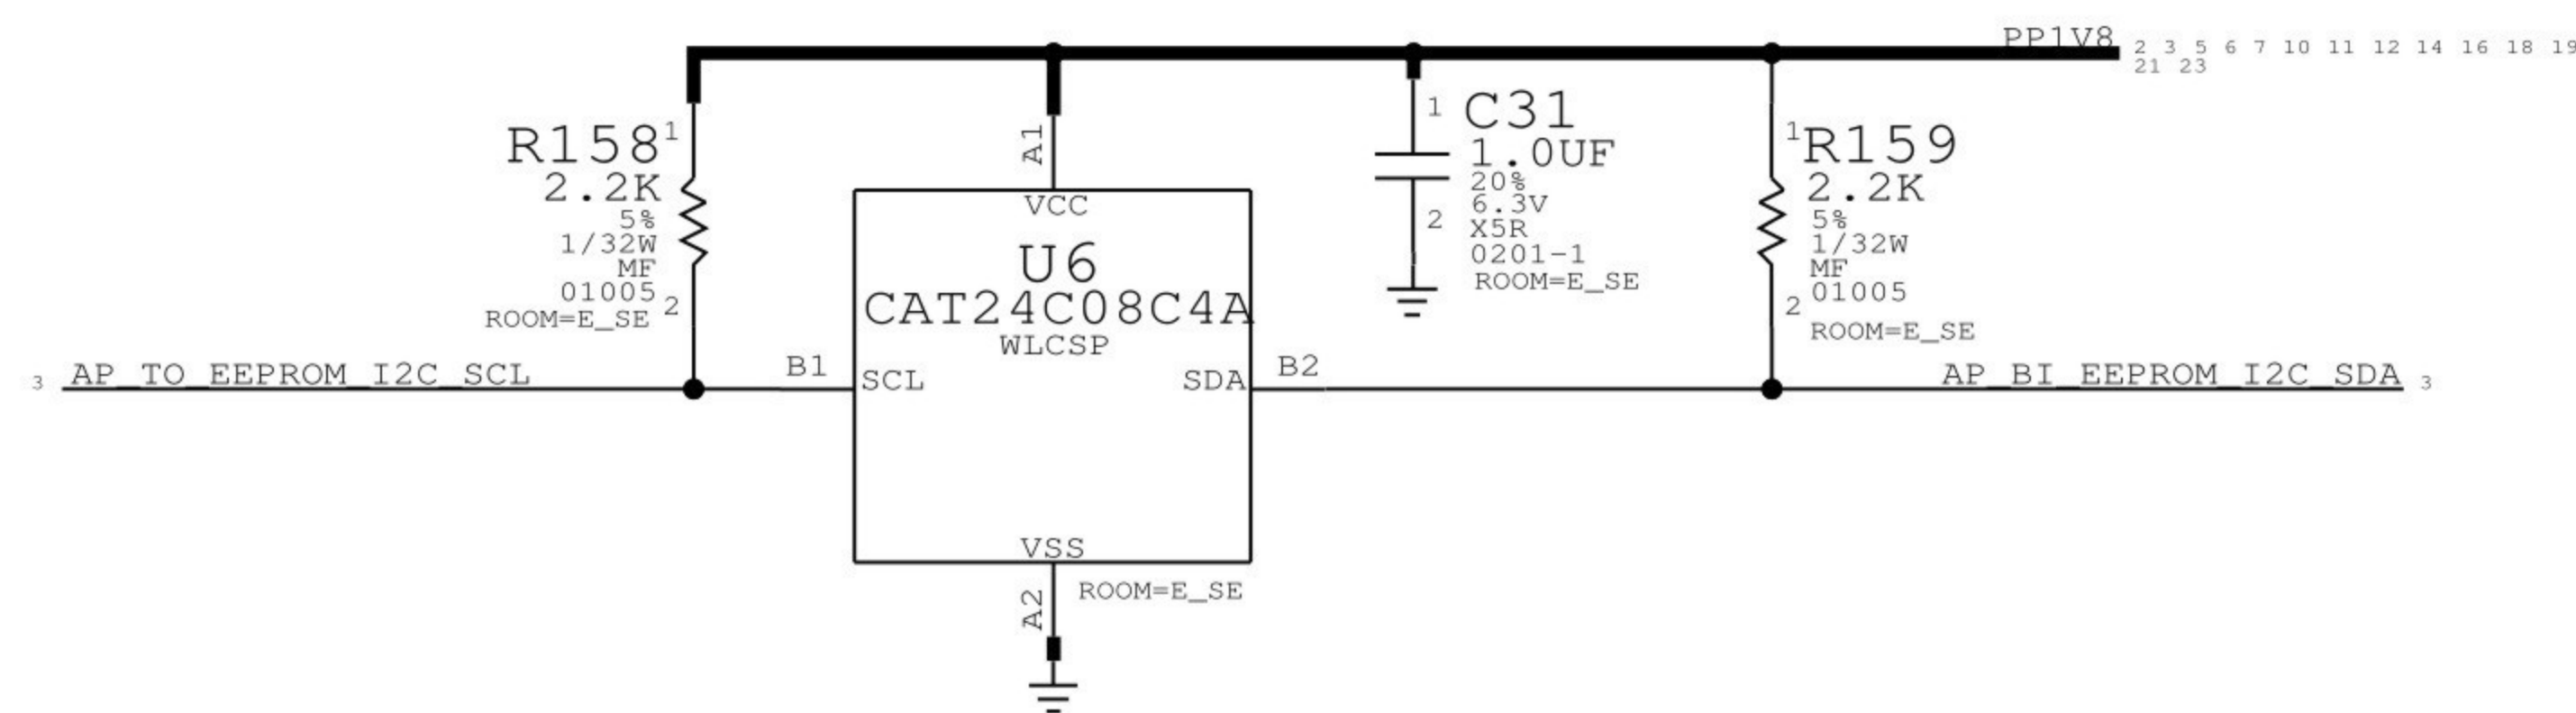 PP1V8
2 3 5 6 7 10 11 12 14 16 18 19
21 23
R158
1
2.2K
5%
1/32W
MF
01005
2
ROOM=E_SE
A1
VCC
U6
CAT24C08C4A
WLCSP
1
C31
1.0UF
20%
6.3V
2
X5R
0201-1
ROOM=E_SE
1
R159
2.2K
5%
1/32W
MF
01005
2
ROOM=E_SE
3
AP_TO_EEPROM_I2C_SCL
B1
SCL
SDA
B2
AP_BI_EEPROM_I2C_SDA
3
VSS
A2
ROOM=E_SE